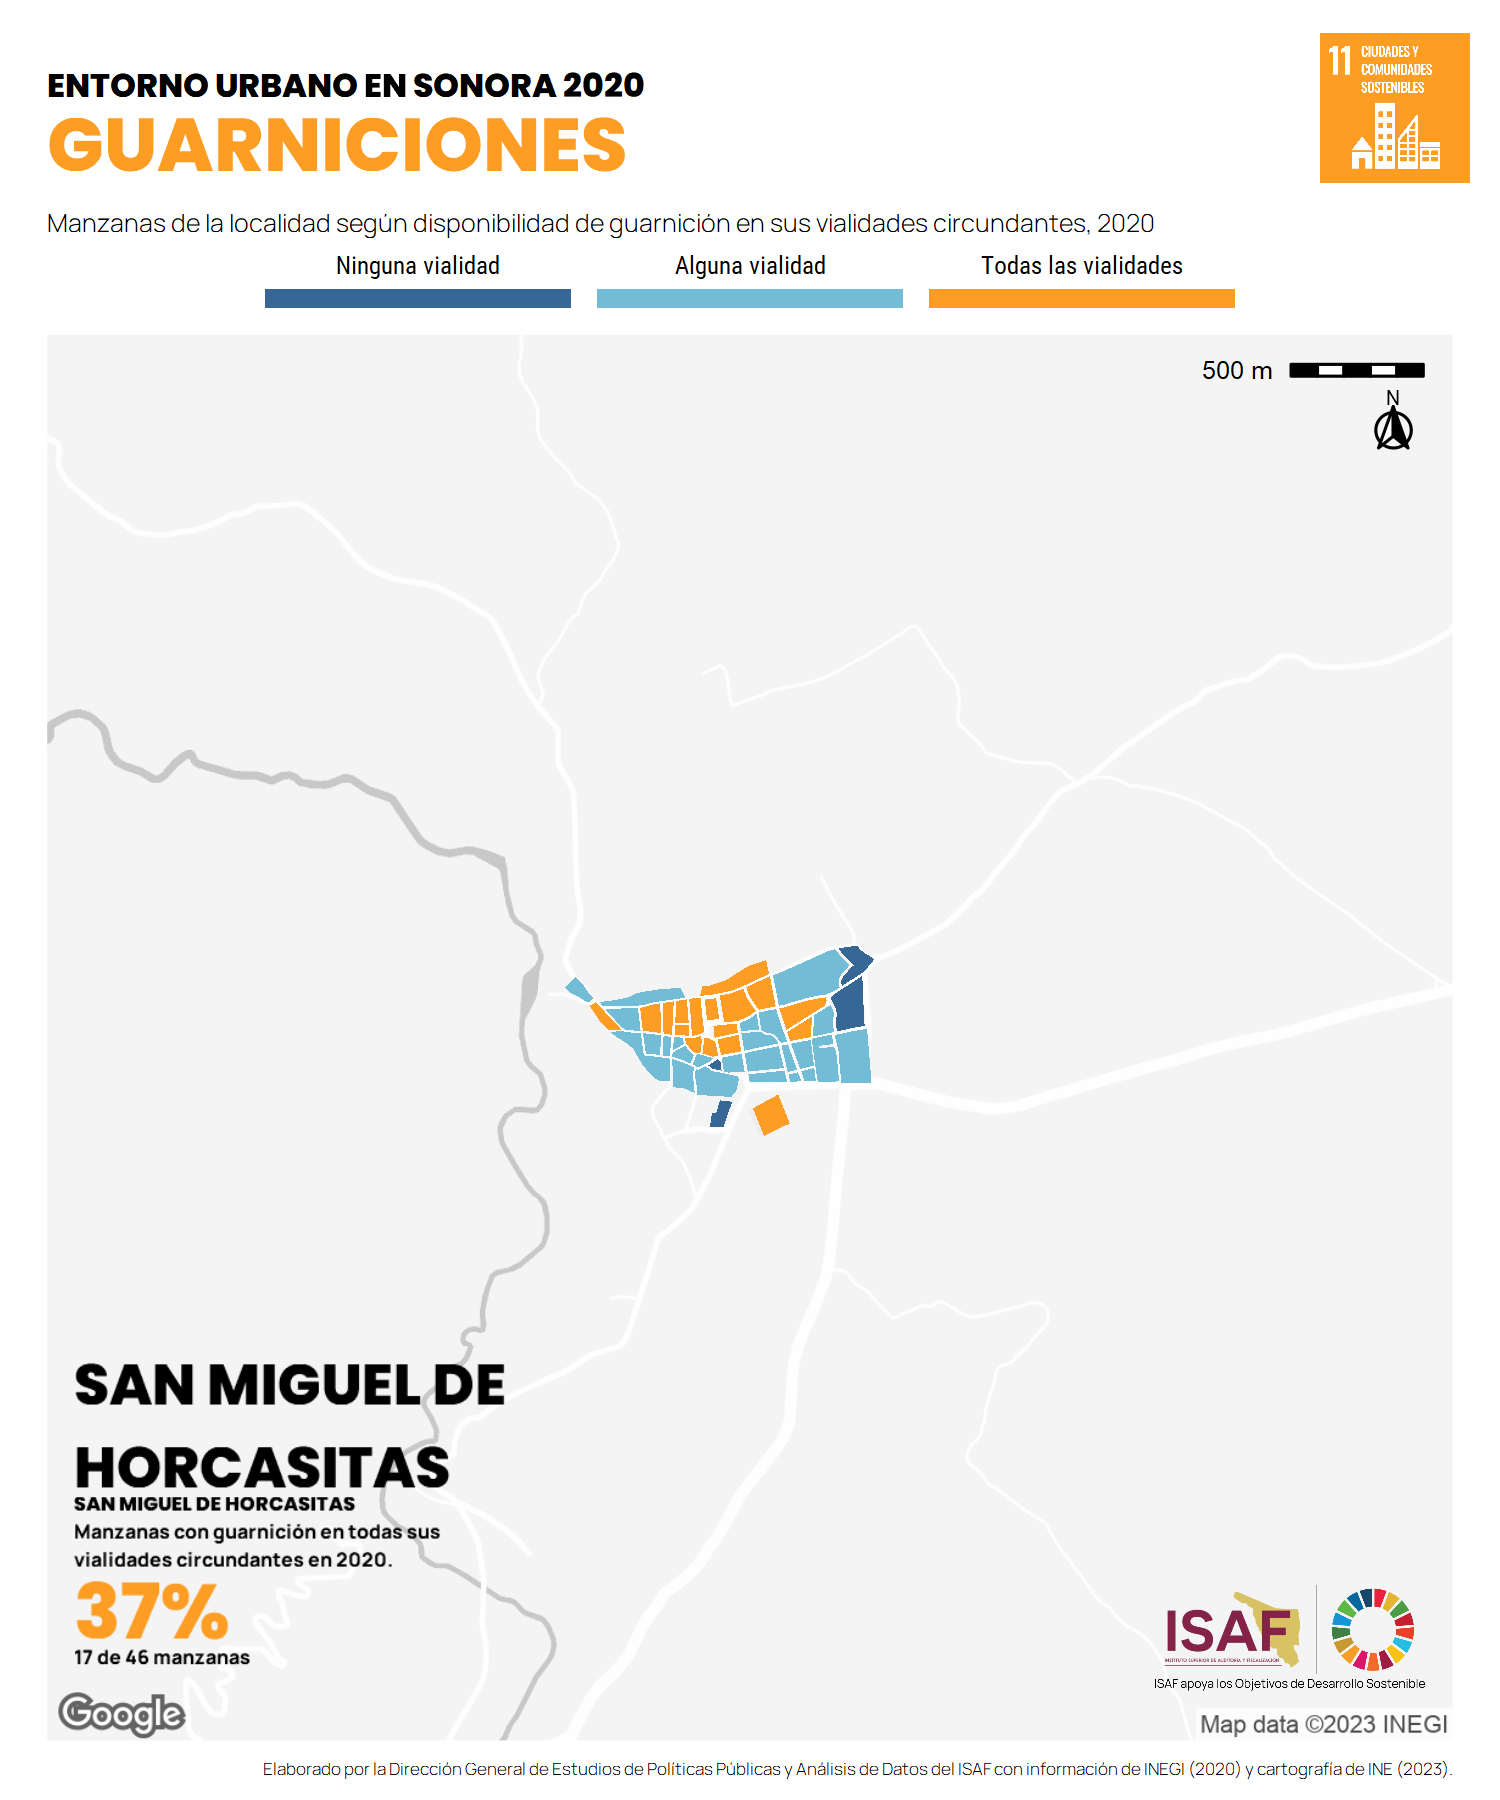 ENTORNO URBANO EN SONORA 2020
GUARNICIONES
11 CIUDADES Y
COMUNIDADES
SOSTENIBLES
Manzanas de la localidad según disponibilidad de guarnición en sus vialidades circundantes, 2020
Ninguna vialidad
Alguna vialidad
Todas las vialidades
500 m
N
SAN MIGUEL DE
HORCASITAS
SAN MIGUEL DE HORCASITAS
Manzanas con guarnición en todas sus
vialidades circundantes en 2020.
37%
17 de 46 manzanas
Google
ISAF
INSTITUTO SUPERIOR DE AUDITORÍA Y FISCALIZACIÓN
ISAF apoya los Objetivos de Desarrollo Sostenible
Map data ©2023 INEGI
Elaborado por la Dirección General de Estudios de Políticas Públicas y Análisis de Datos del ISAF con información de INEGI (2020) y cartografía de INE (2023).